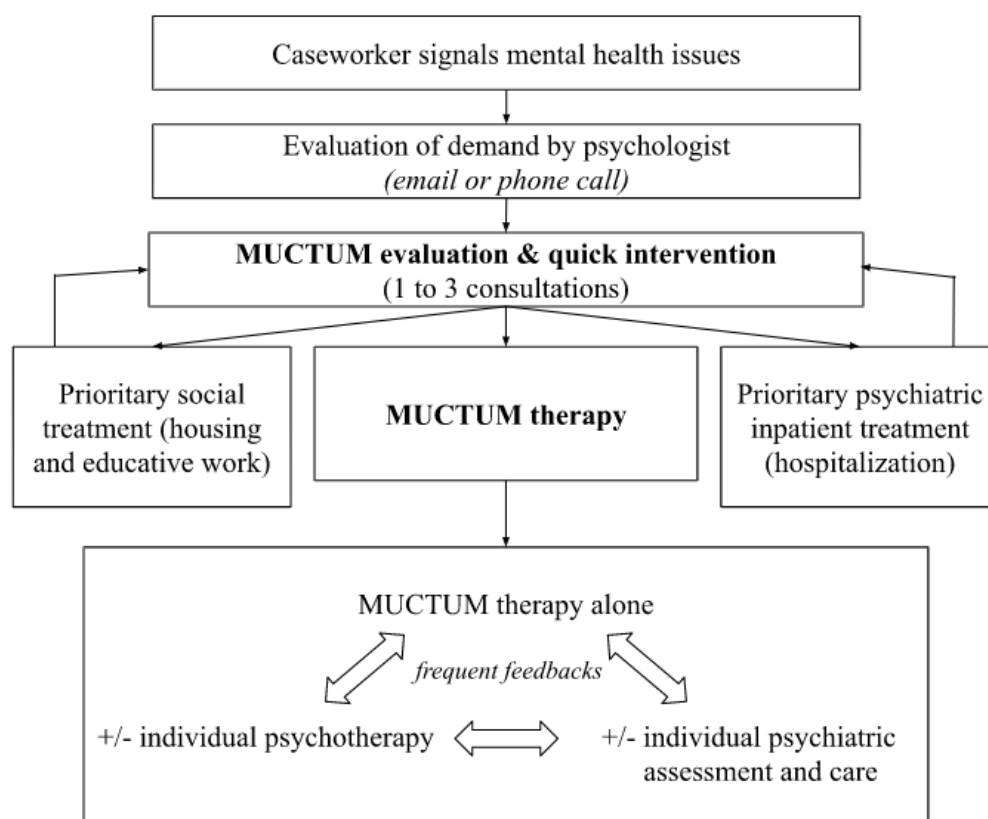 Caseworker signals mental health issues
Evaluation of demand by psychologist
(email or phone call)
MUCTUM evaluation & quick intervention
(1 to 3 consultations)
Prioritary social
treatment (housing
and educative work)
MUCTUM therapy
Prioritary psychiatric
inpatient treatment
(hospitalization)
MUCTUM therapy alone
frequent feedbacks
+/- individual psychotherapy
+/- individual psychiatric
assessment and care